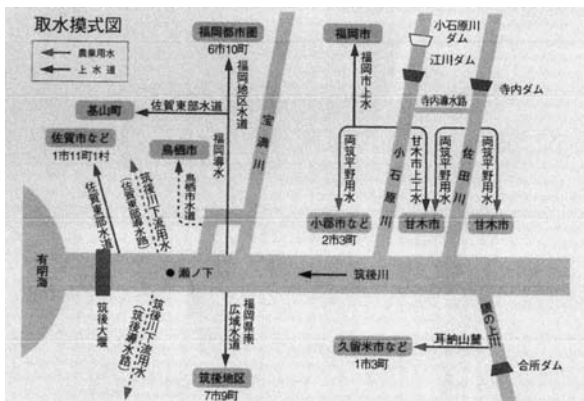 取水模式図
農業用水
上水道
福岡都市圏
6市10町
福岡地区水道
基山町
佐賀東部水道
佐賀市など
1市11町1村
鳥栖市
鳥栖市水道
福岡導水
宝満川
佐賀東部水道
筑後川下流用水
(佐賀東部導水路)
福岡市
福岡市上水
小石原川
ダム
江川ダム
寺内ダム
寺内導水路
両筑平野用水
小石原川
甘木市上工水
両筑平野用水
佐田川
両筑平野用水
小郡市など
2市3町
甘木市
甘木市
有明海
瀬ノ下
筑後川
筑後大堰
筑後川下流用水
(筑後導水路)
福岡県南
広域水道
筑後地区
7市9町
久留米市など
1市3町
耳納山麓
隈の上川
合所ダム